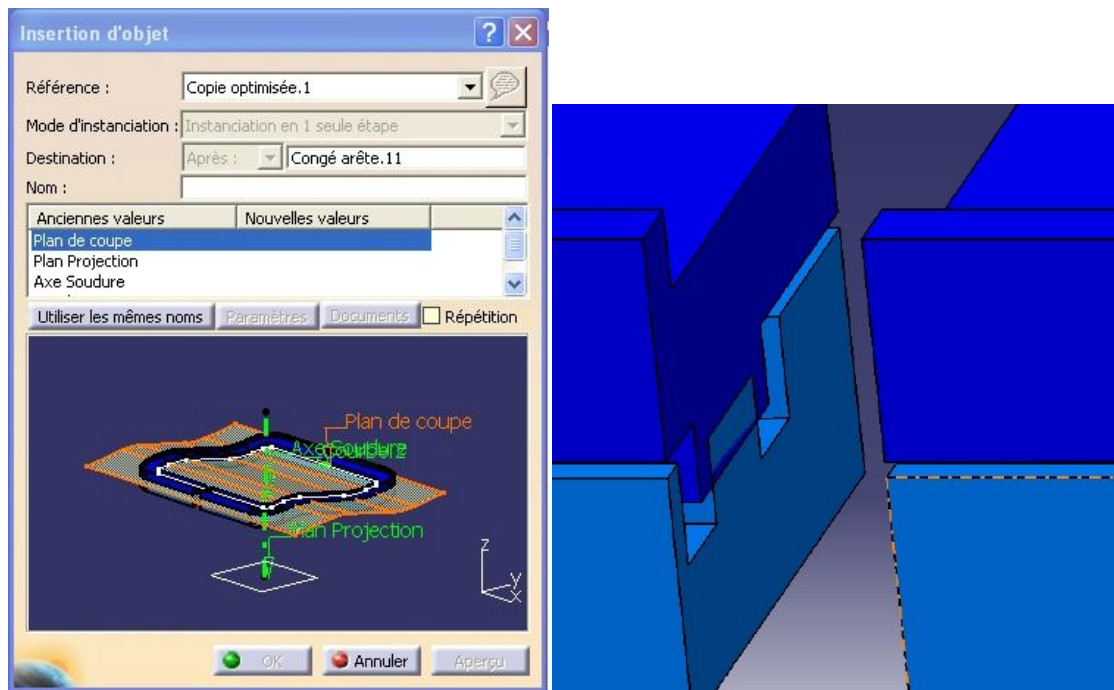 Insertion d'objet
Référence : Copie optimisée.1
Mode d'instanciation : Instanciation en 1 seule étape
Destination : Après : Congé arête.11
Nom :
Anciennes valeurs Nouvelles valeurs
Plan de coupe
Plan Projection
Axe Soudure
Utiliser les mêmes noms Paramètres Documents Répétition
Plan de coupe
Axe Soudure
Plan Projection
Z
Y
X
OK Annuler Aperçu